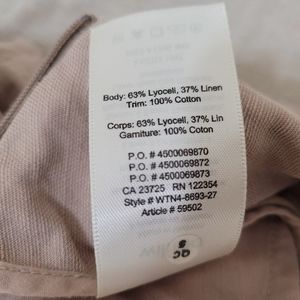 Body: 63% Lyocell, 37% Linen
Trim: 100% Cotton
Corps: 63% Lyocell, 37% Lin
Garniture: 100% Coton
P.O. # 4500069870
P.O. # 4500069872
P.O. # 4500069873
CA 23725 RN 122354
Style # WTN4-8693-27
Article # 59502
QC